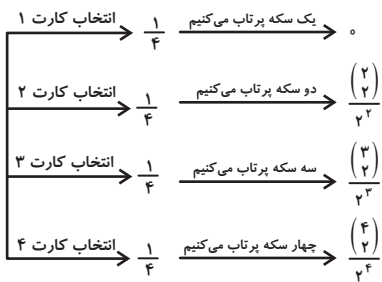 انتخاب کارت ۱ ۱/۴ یک سکه پرتاب می‌کنیم ۰
انتخاب کارت ۲ ۱/۴ دو سکه پرتاب می‌کنیم (۲ ۲)/۲^۲
انتخاب کارت ۳ ۱/۴ سه سکه پرتاب می‌کنیم (۳ ۲)/۲^۳
انتخاب کارت ۴ ۱/۴ چهار سکه پرتاب می‌کنیم (۴ ۲)/۲^۴